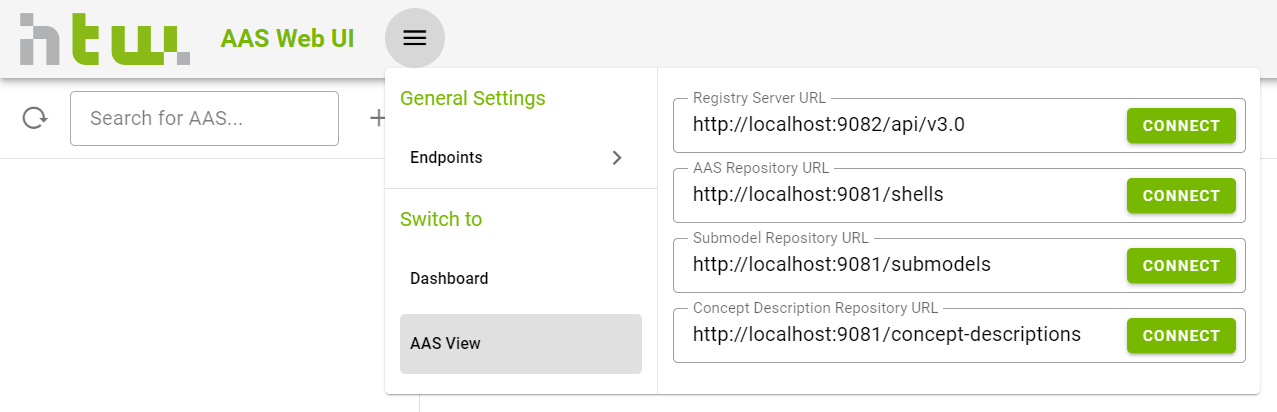 htw.
AAS Web UI
Search for AAS...
General Settings
Endpoints
Switch to
Dashboard
AAS View
Registry Server URL
http://localhost:9082/api/v3.0
CONNECT
AAS Repository URL
http://localhost:9081/shells
CONNECT
Submodel Repository URL
http://localhost:9081/submodels
CONNECT
Concept Description Repository URL
http://localhost:9081/concept-descriptions
CONNECT